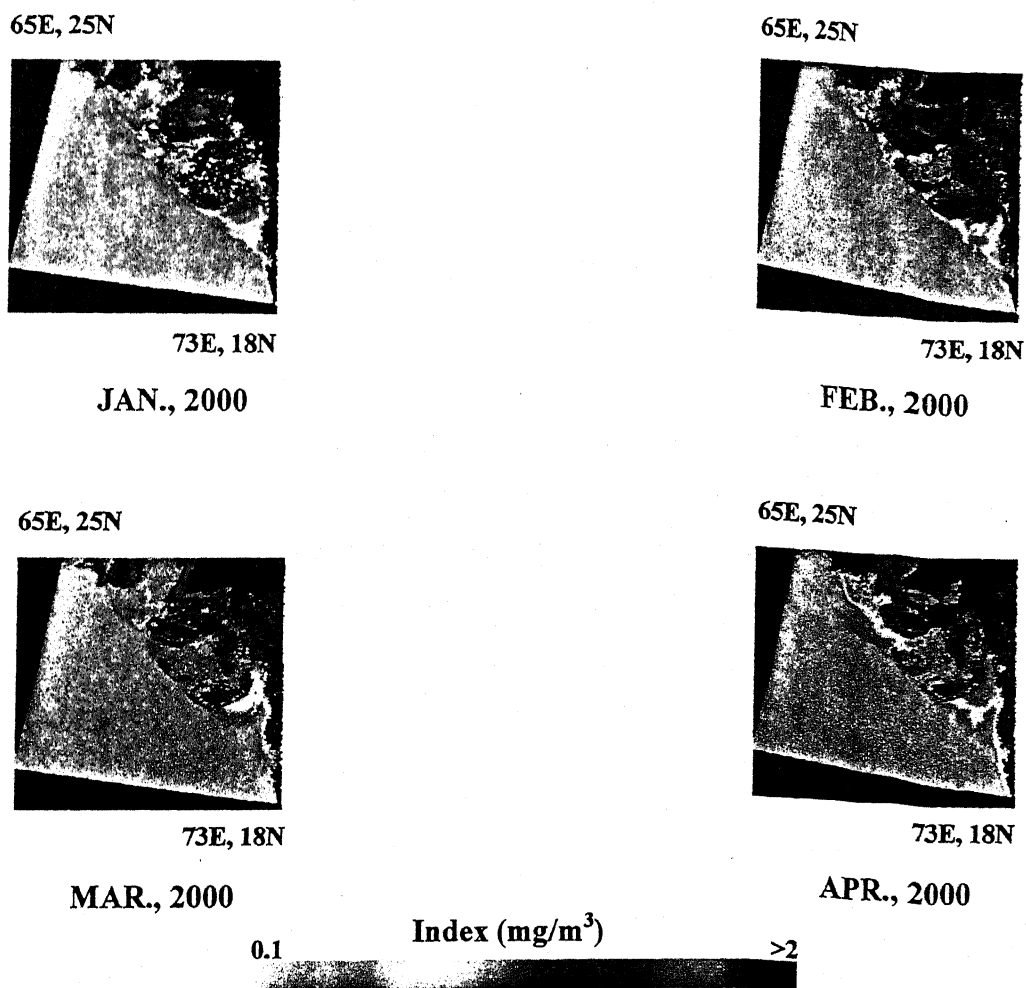 65E, 25N
65E, 25N
73E, 18N
73E, 18N
JAN., 2000
FEB., 2000
65E, 25N
65E, 25N
73E, 18N
73E, 18N
MAR., 2000
APR., 2000
Index (mg/m³)
0.1
>2